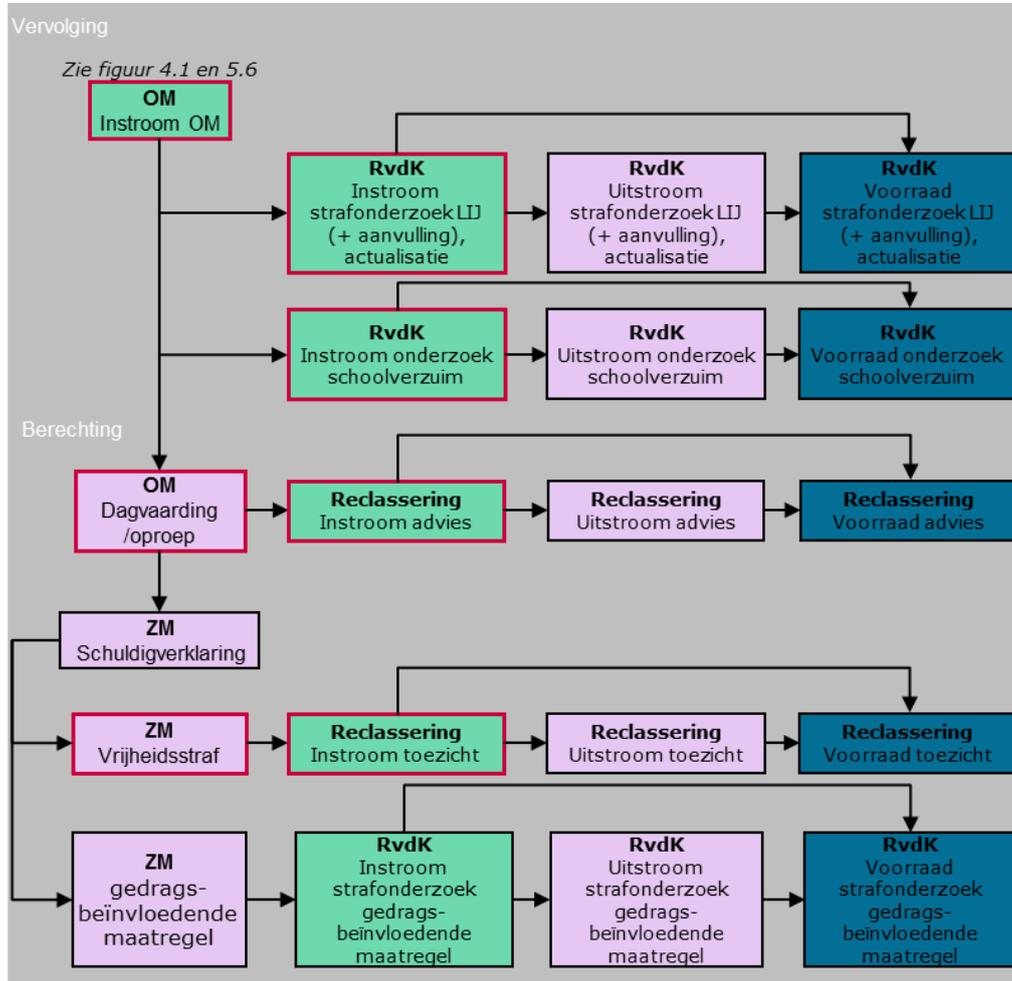 Vervolging
Zie figuur 4.1 en 5.6
OM
Instroom OM
RvdK
Instroom
strafonderzoek LIJ
(+ aanvulling),
actualisatie
RvdK
Uitstroom
strafonderzoek LIJ
(+ aanvulling),
actualisatie
RvdK
Voorraad
strafonderzoek LIJ
(+ aanvulling),
actualisatie
RvdK
Instroom onderzoek
schoolverzuim
RvdK
Uitstroom onderzoek
schoolverzuim
RvdK
Voorraad onderzoek
schoolverzuim
Berechting
OM
Dagvaarding
/oproep
Reclassering
Instroom advies
Reclassering
Uitstroom advies
Reclassering
Voorraad advies
ZM
Schuldigverklaring
ZM
Vrijheidsstraf
Reclassering
Instroom toezicht
Reclassering
Uitstroom toezicht
Reclassering
Voorraad toezicht
ZM
gedrags-
beïnvloedende
maatregel
RvdK
Instroom
strafonderzoek
gedrags-
beïnvloedende
maatregel
RvdK
Uitstroom
strafonderzoek
gedrags-
beïnvloedende
maatregel
RvdK
Voorraad
strafonderzoek
gedrags-
beïnvloedende
maatregel